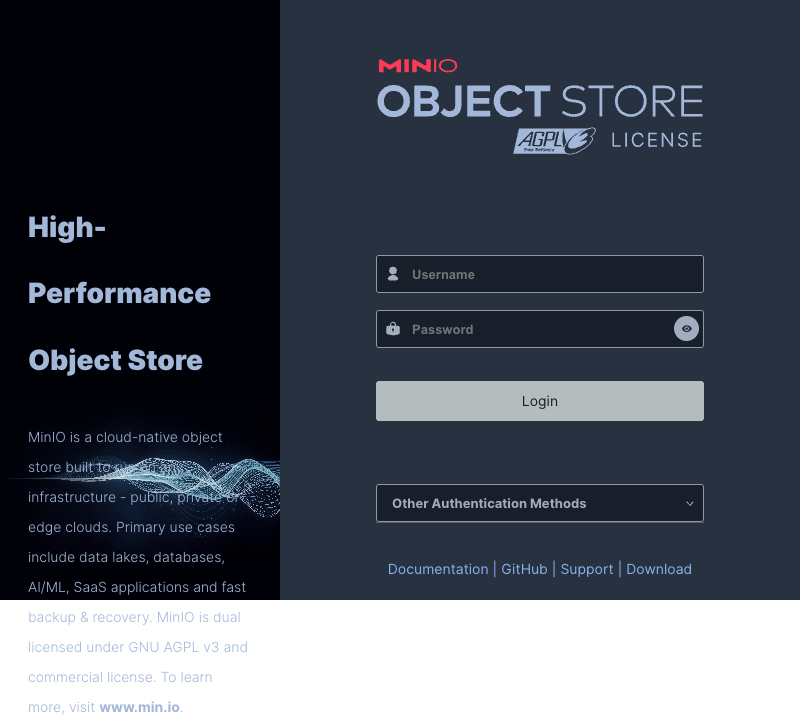 High-
Performance
Object Store
MinIO is a cloud-native object
store built to run on any
infrastructure - public, private or
edge clouds. Primary use cases
include data lakes, databases,
AI/ML, SaaS applications and fast
backup & recovery. MinIO is dual
licensed under GNU AGPL v3 and
commercial license. To learn
more, visit www.min.io.
MINIO
OBJECT STORE
AGPLv3 LICENSE
Free Software
Username
Password
Login
Other Authentication Methods
Documentation | GitHub | Support | Download